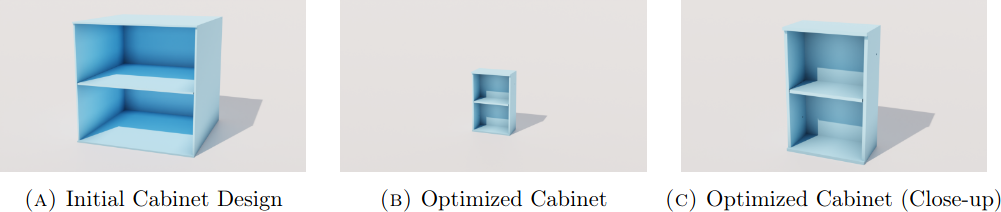 (A) Initial Cabinet Design
(B) Optimized Cabinet
(C) Optimized Cabinet (Close-up)